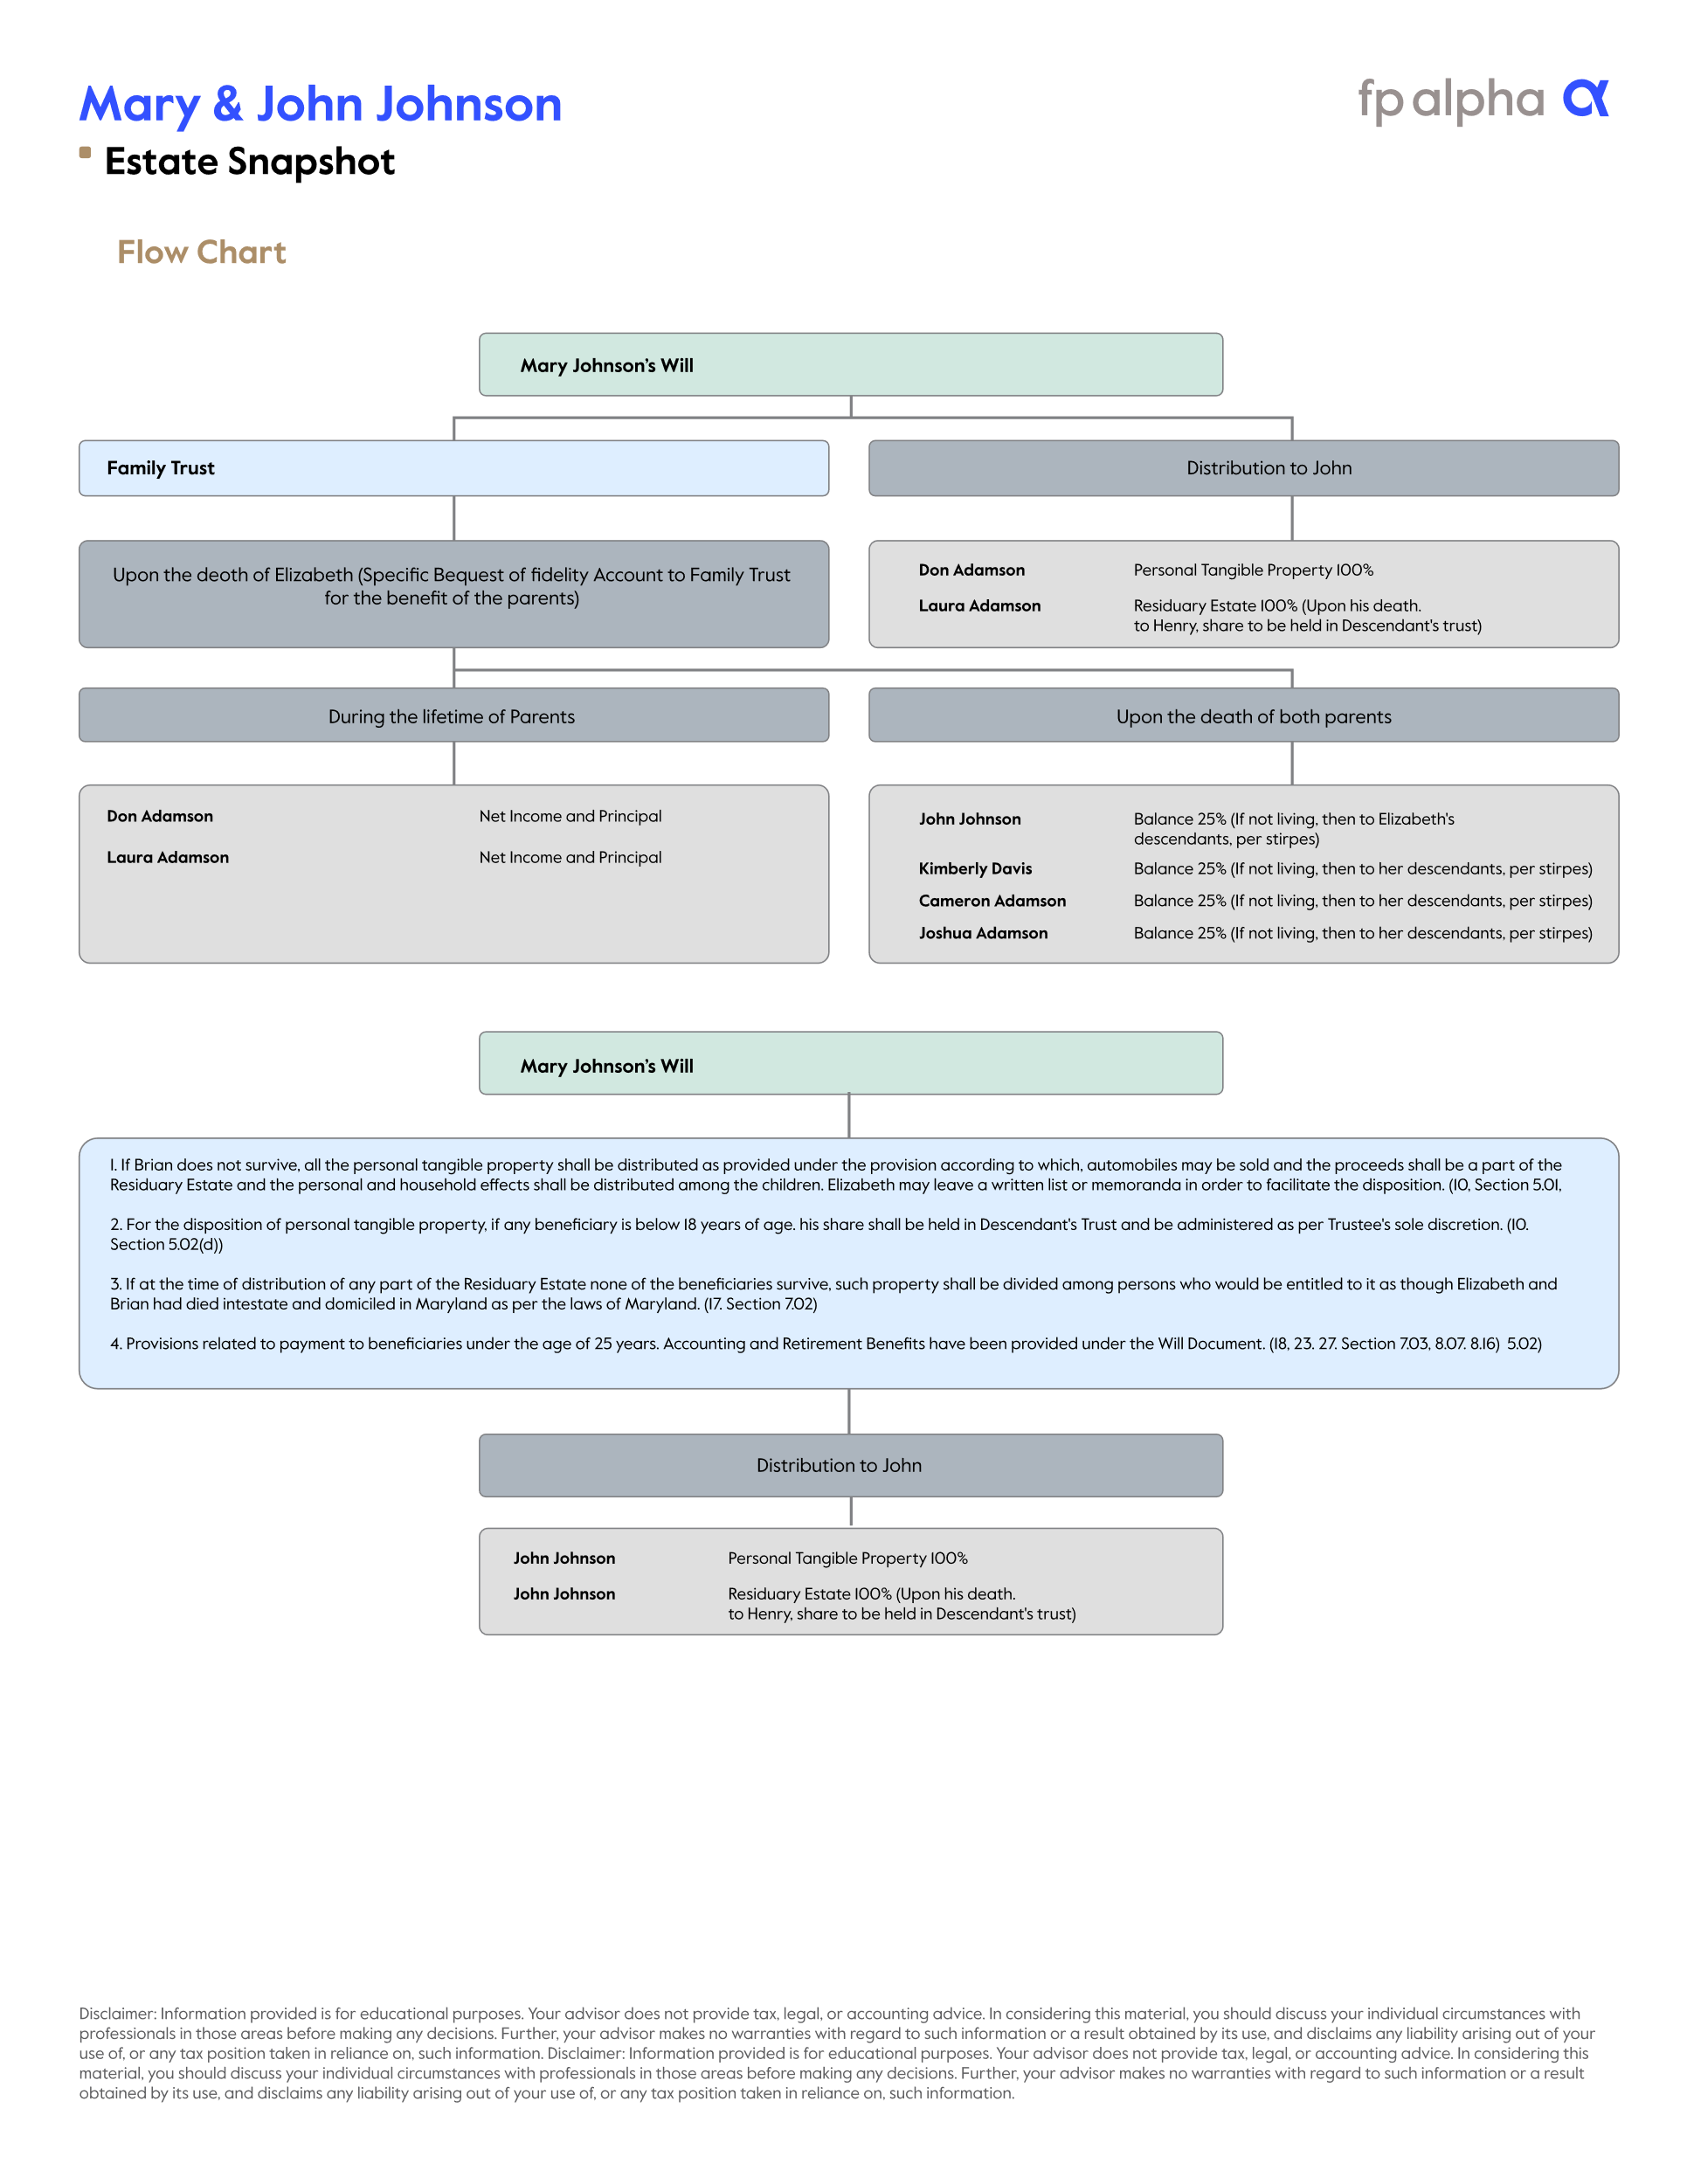 Mary & John Johnson
fp alpha
Estate Snapshot
Flow Chart
Mary Johnson’s Will
Family Trust
Distribution to John
Upon the deoth of Elizabeth (Specific Bequest of fidelity Account to Family Trust
for the benefit of the parents)
Don Adamson Personal Tangible Property 100%
Laura Adamson Residuary Estate 100% (Upon his death.
to Henry, share to be held in Descendant's trust)
During the lifetime of Parents
Upon the death of both parents
Don Adamson Net Income and Principal
Laura Adamson Net Income and Principal
John Johnson Balance 25% (If not living, then to Elizabeth's
descendants, per stirpes)
Kimberly Davis Balance 25% (If not living, then to her descendants, per stirpes)
Cameron Adamson Balance 25% (If not living, then to her descendants, per stirpes)
Joshua Adamson Balance 25% (If not living, then to her descendants, per stirpes)
Mary Johnson’s Will
1. If Brian does not survive, all the personal tangible property shall be distributed as provided under the provision according to which, automobiles may be sold and the proceeds shall be a part of the
Residuary Estate and the personal and household effects shall be distributed among the children. Elizabeth may leave a written list or memoranda in order to facilitate the disposition. (10, Section 5.01,
2. For the disposition of personal tangible property, if any beneficiary is below 18 years of age. his share shall be held in Descendant's Trust and be administered as per Trustee's sole discretion. (10.
Section 5.02(d))
3. If at the time of distribution of any part of the Residuary Estate none of the beneficiaries survive, such property shall be divided among persons who would be entitled to it as though Elizabeth and
Brian had died intestate and domiciled in Maryland as per the laws of Maryland. (17. Section 7.02)
4. Provisions related to payment to beneficiaries under the age of 25 years. Accounting and Retirement Benefits have been provided under the Will Document. (18, 23. 27. Section 7.03, 8.07. 8.16) 5.02)
Distribution to John
John Johnson Personal Tangible Property 100%
John Johnson Residuary Estate 100% (Upon his death.
to Henry, share to be held in Descendant's trust)
Disclaimer: Information provided is for educational purposes. Your advisor does not provide tax, legal, or accounting advice. In considering this material, you should discuss your individual circumstances with
professionals in those areas before making any decisions. Further, your advisor makes no warranties with regard to such information or a result obtained by its use, and disclaims any liability arising out of your
use of, or any tax position taken in reliance on, such information. Disclaimer: Information provided is for educational purposes. Your advisor does not provide tax, legal, or accounting advice. In considering this
material, you should discuss your individual circumstances with professionals in those areas before making any decisions. Further, your advisor makes no warranties with regard to such information or a result
obtained by its use, and disclaims any liability arising out of your use of, or any tax position taken in reliance on, such information.